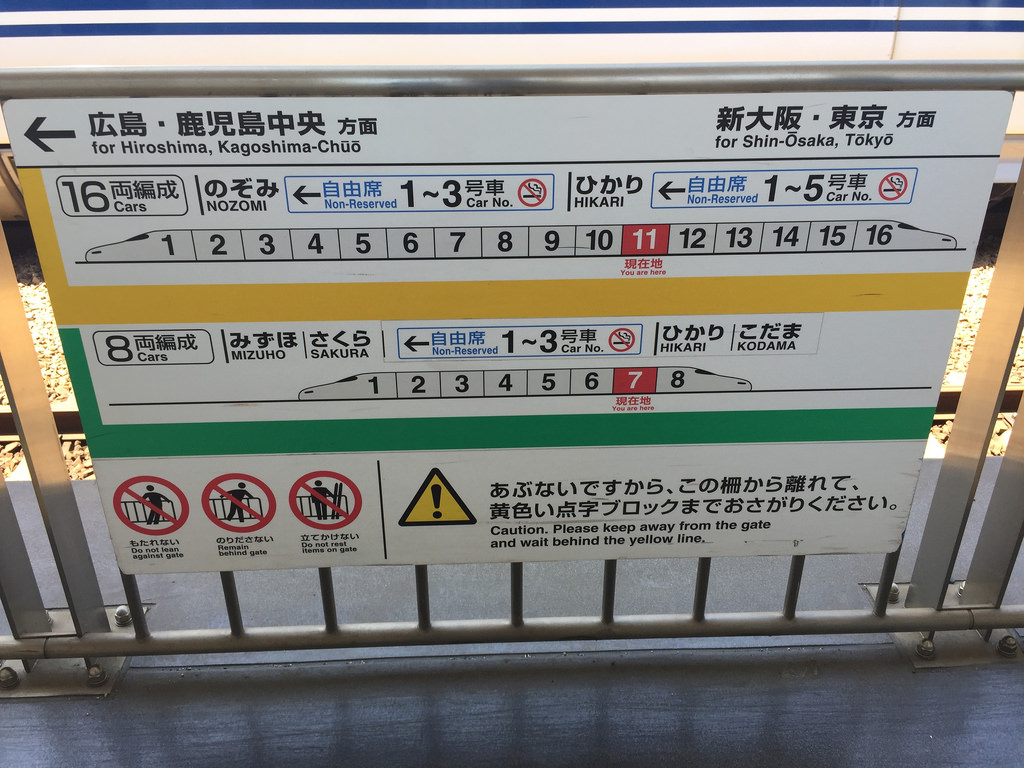 ← 広島・鹿児島中央 方面
for Hiroshima, Kagoshima-Chūō
新大阪・東京 方面
for Shin-Ōsaka, Tōkyō
16両編成
Cars
のぞみ
NOZOMI
←自由席 1~3号車
Non-Reserved Car No.
ひかり
HIKARI
←自由席 1~5号車
Non-Reserved Car No.
1 2 3 4 5 6 7 8 9 10 11 12 13 14 15 16
現在地
You are here
8両編成
Cars
みずほ
MIZUHO
さくら
SAKURA
←自由席 1~3号車
Non-Reserved Car No.
ひかり
HIKARI
こだま
KODAMA
1 2 3 4 5 6 7 8
現在地
You are here
もたれない
Do not lean
against gate
のりださない
Remain
behind gate
立てかけない
Do not rest
items on gate
あぶないですから、この柵から離れて、
黄色い点字ブロックまでおさがりください。
Caution. Please keep away from the gate
and wait behind the yellow line.